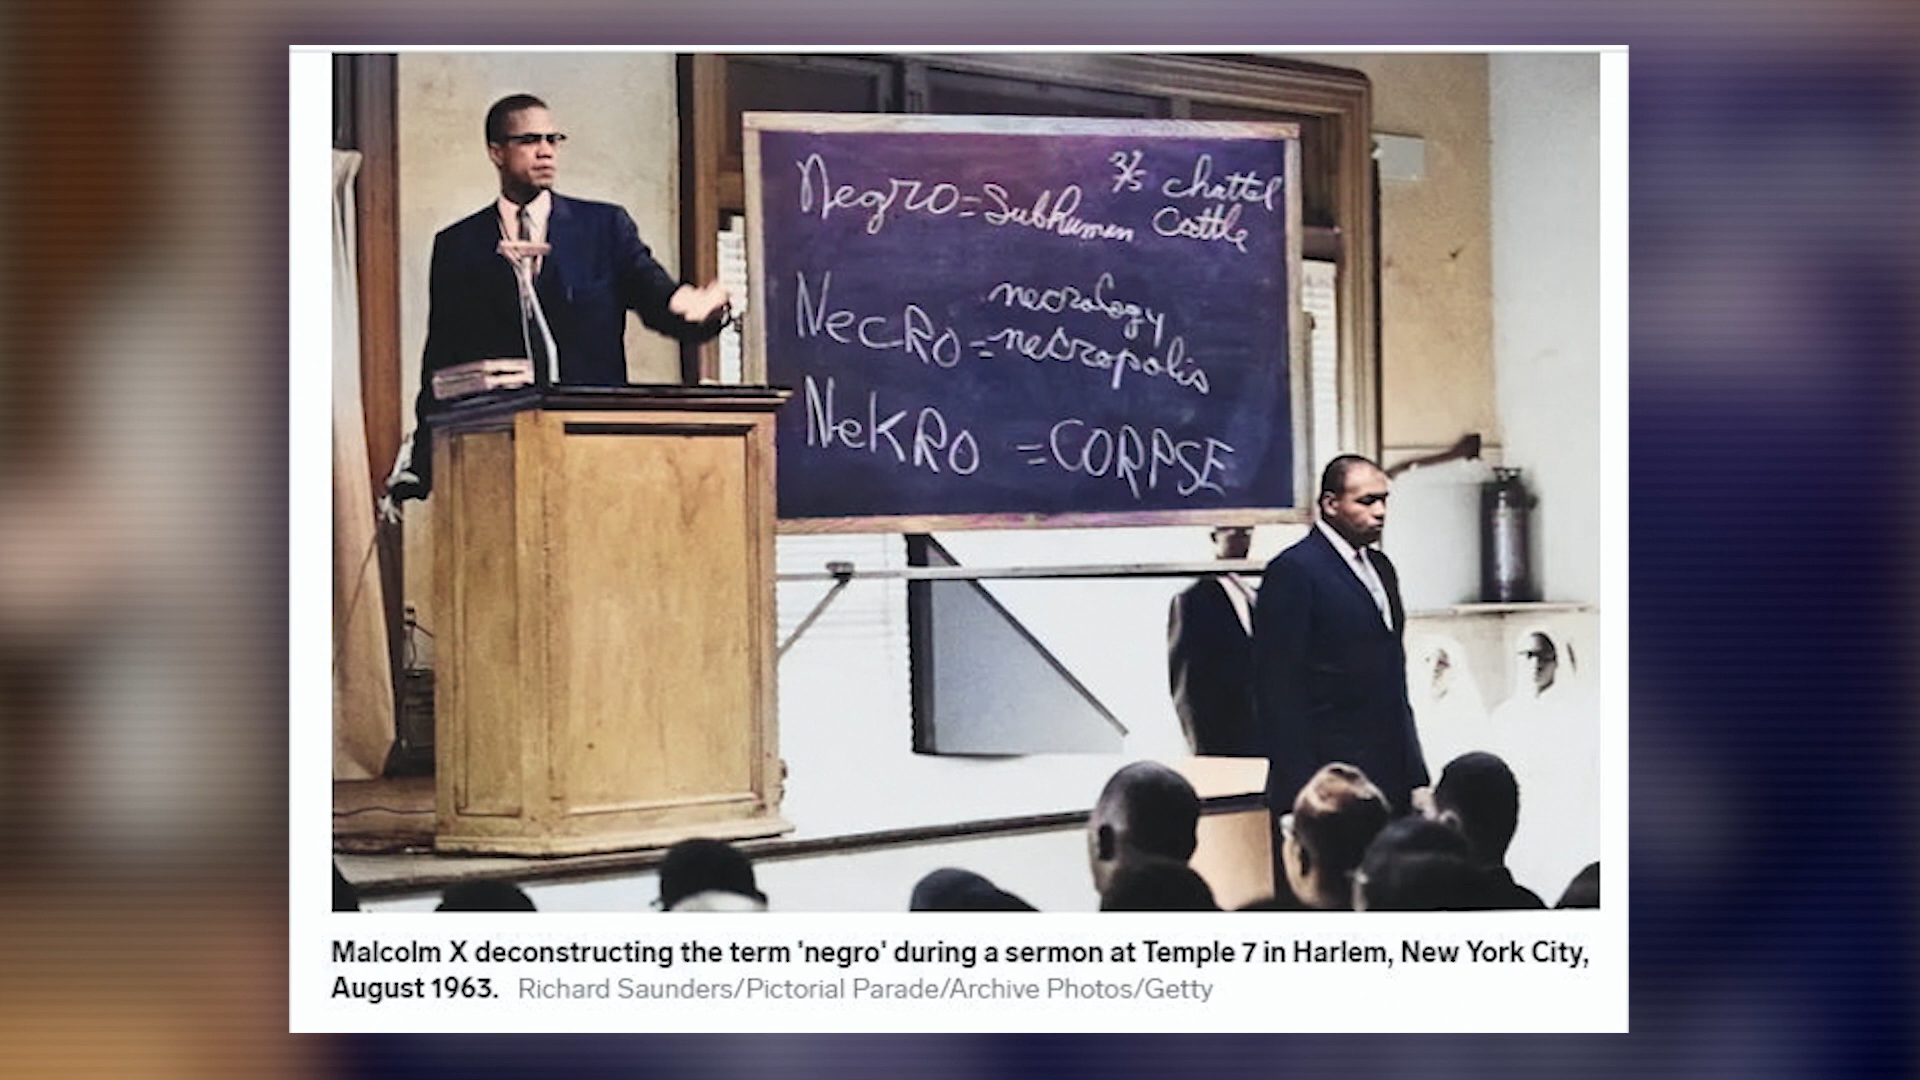 Negro = Subhuman 3/5 chattel
cattle
necrology
NecRo = necropolis
NeKRo = CORPSE
Malcolm X deconstructing the term 'negro' during a sermon at Temple 7 in Harlem, New York City,
August 1963. Richard Saunders/Pictorial Parade/Archive Photos/Getty